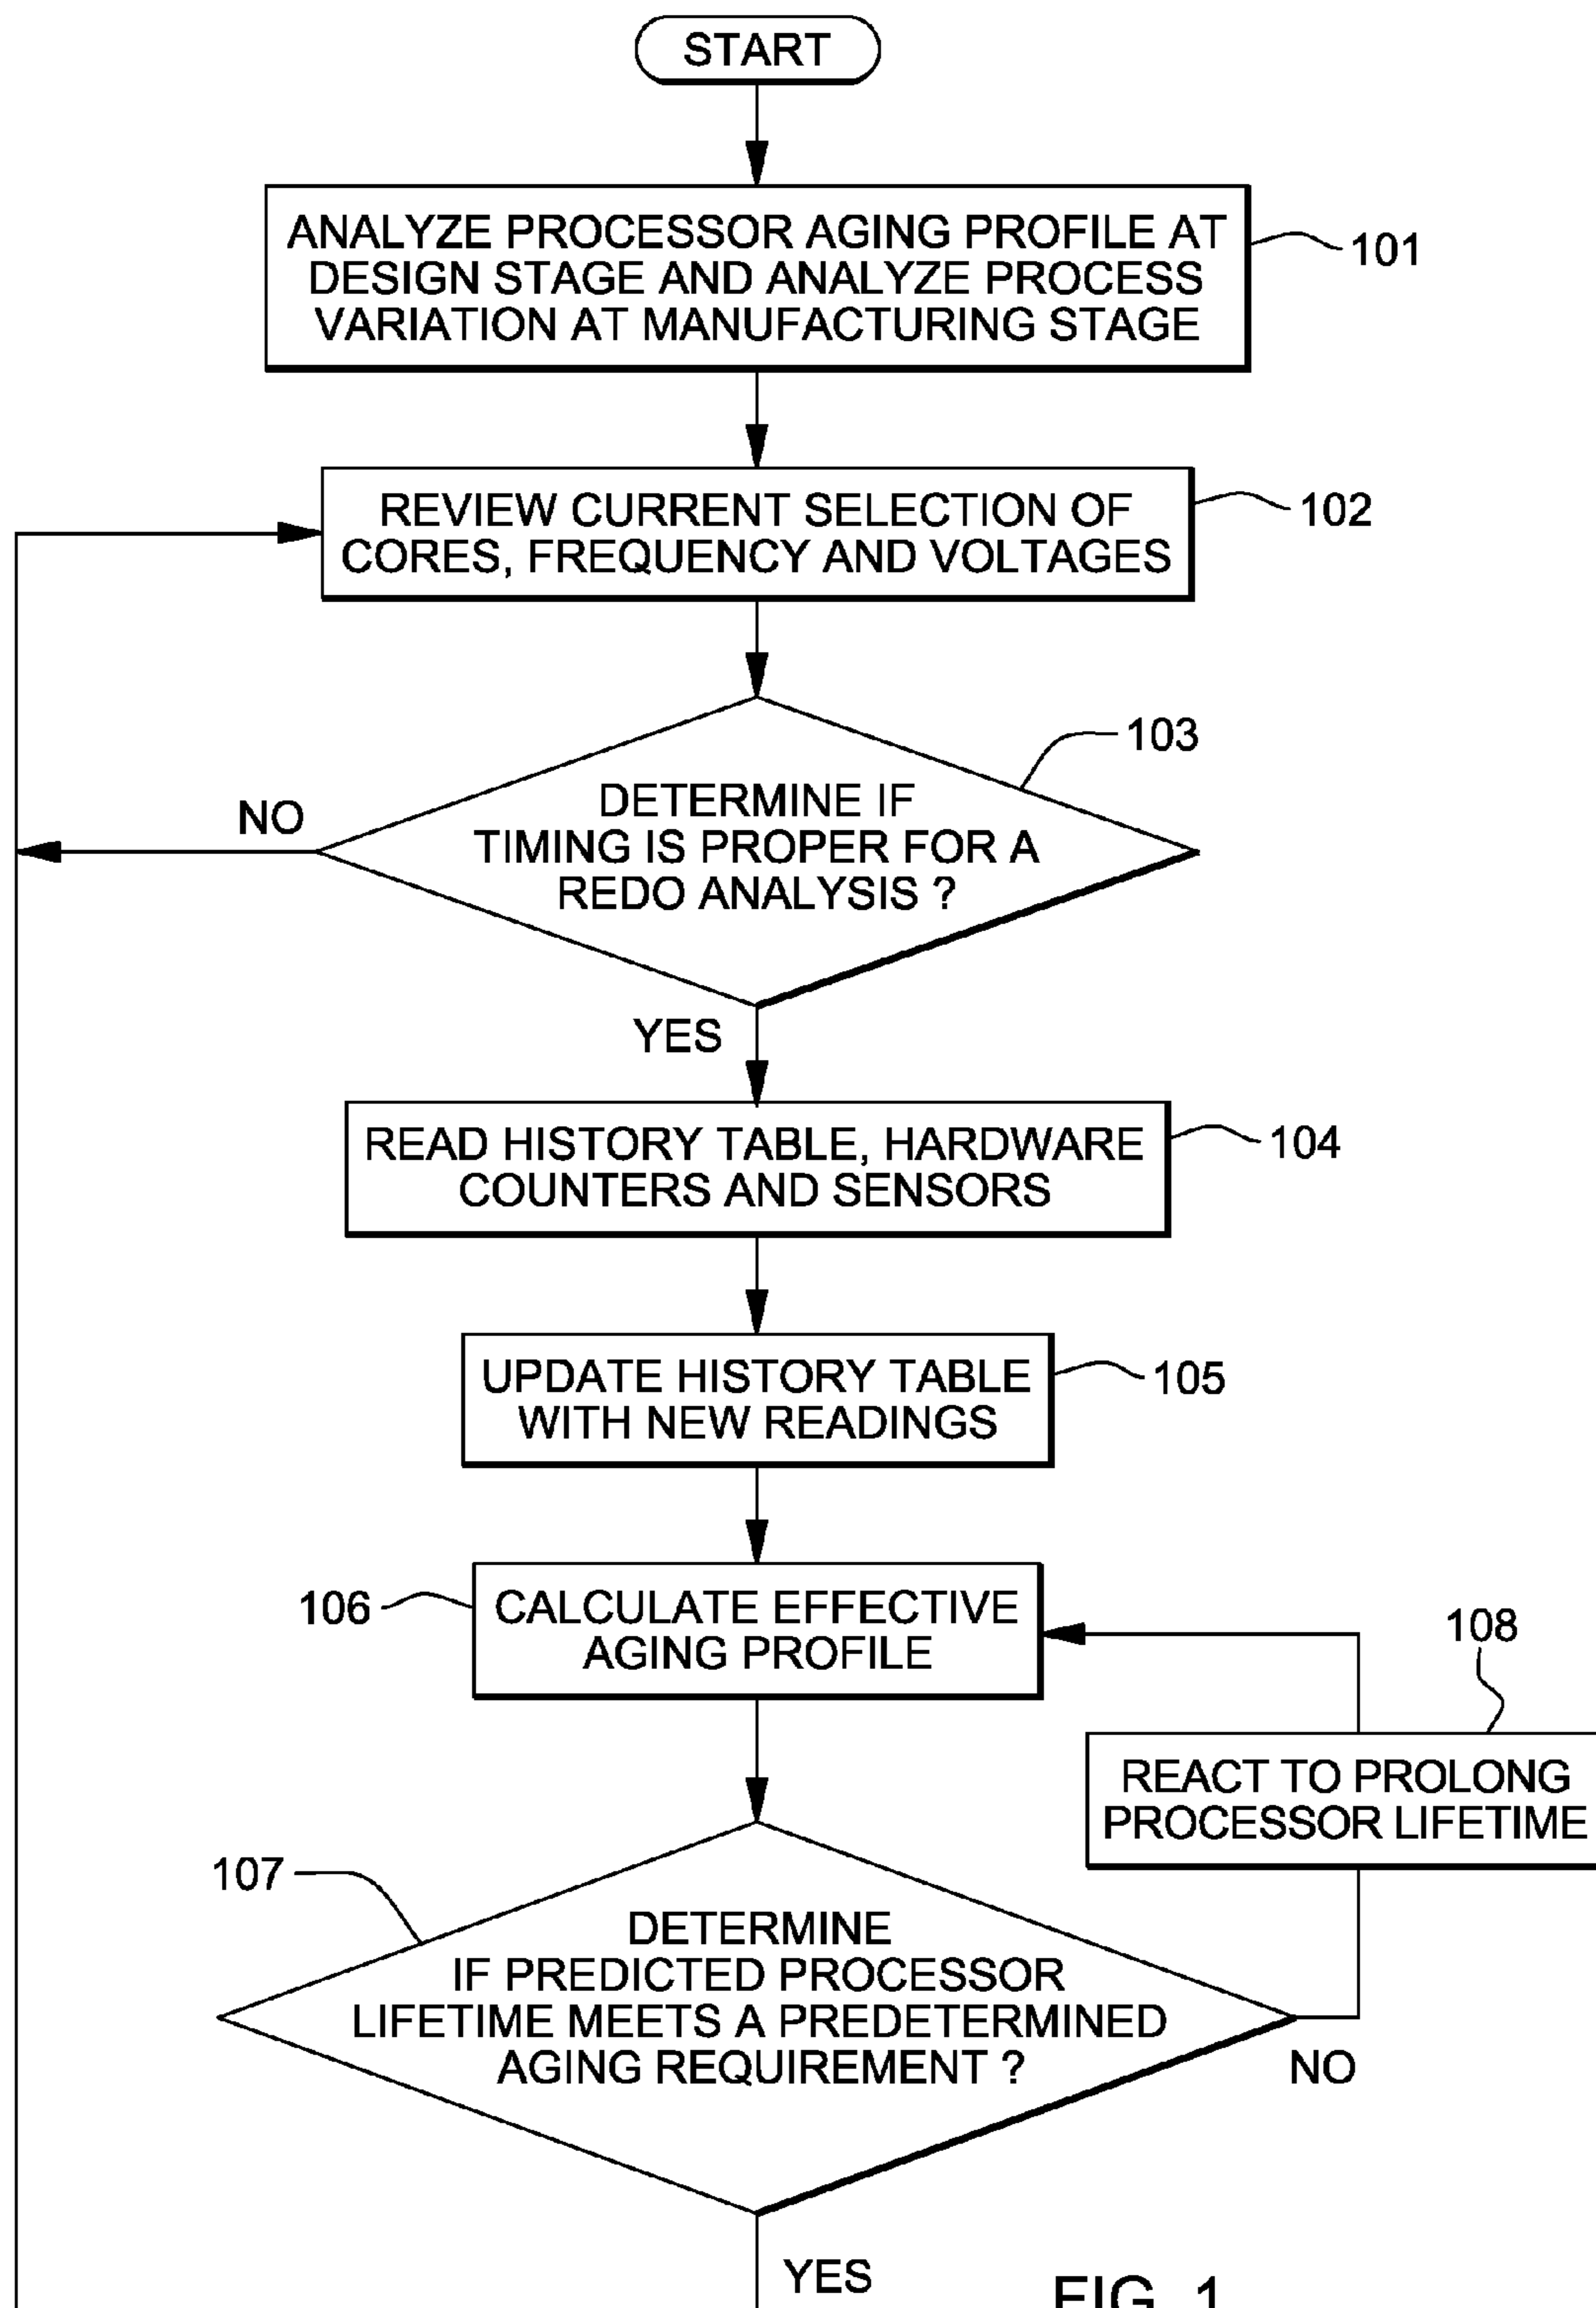 START
ANALYZE PROCESSOR AGING PROFILE AT
DESIGN STAGE AND ANALYZE PROCESS
VARIATION AT MANUFACTURING STAGE
101
REVIEW CURRENT SELECTION OF
CORES, FREQUENCY AND VOLTAGES
102
103
DETERMINE IF
TIMING IS PROPER FOR A
REDO ANALYSIS ?
NO
YES
READ HISTORY TABLE, HARDWARE
COUNTERS AND SENSORS
104
UPDATE HISTORY TABLE
WITH NEW READINGS
105
106
CALCULATE EFFECTIVE
AGING PROFILE
108
REACT TO PROLONG
PROCESSOR LIFETIME
107
DETERMINE
IF PREDICTED PROCESSOR
LIFETIME MEETS A PREDETERMINED
AGING REQUIREMENT ?
NO
YES
FIG. 1